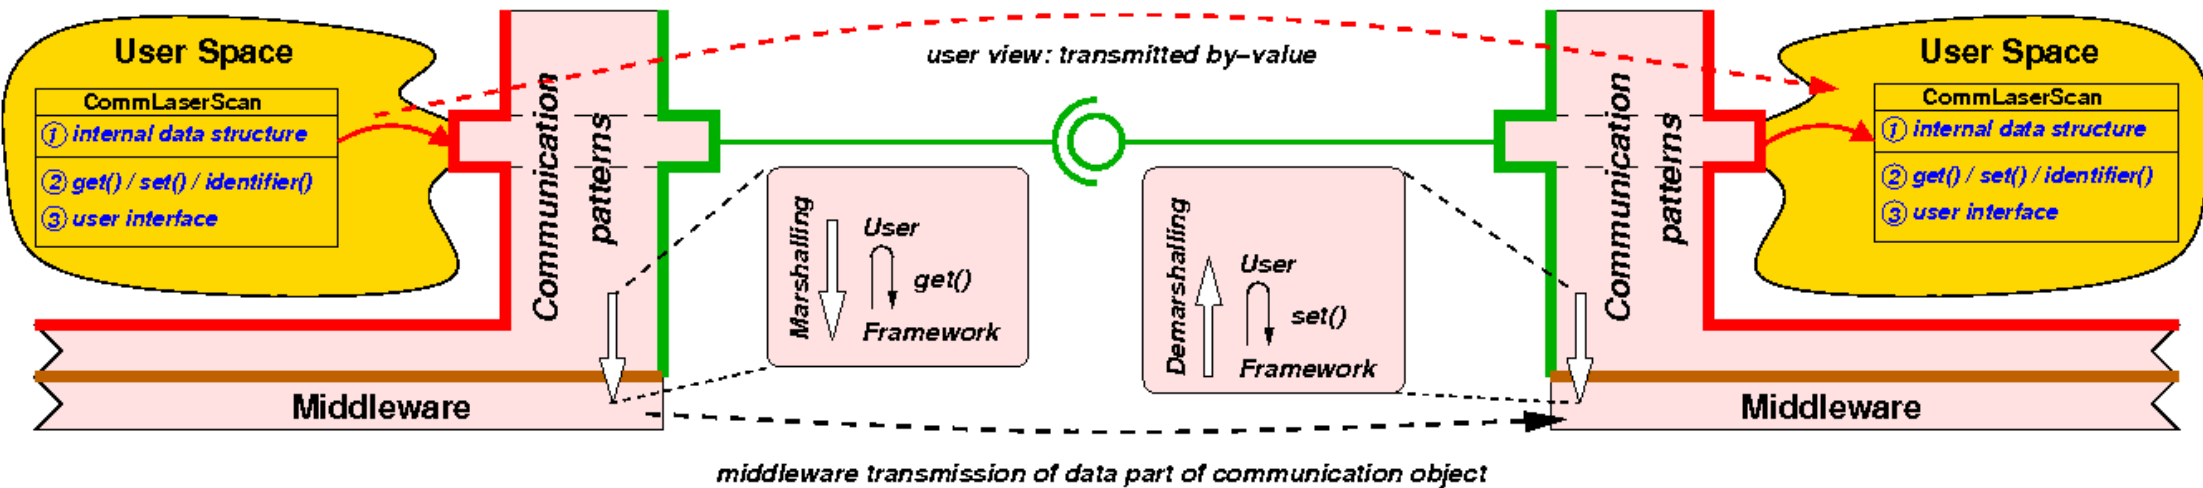 User Space
CommLaserScan
① internal data structure
② get() / set() / identifier()
③ user interface
Communication
patterns
Middleware
user view: transmitted by-value
Marshalling
User
get()
Framework
Demarshalling
User
set()
Framework
middleware transmission of data part of communication object
Communication
patterns
User Space
CommLaserScan
① internal data structure
② get() / set() / identifier()
③ user interface
Middleware